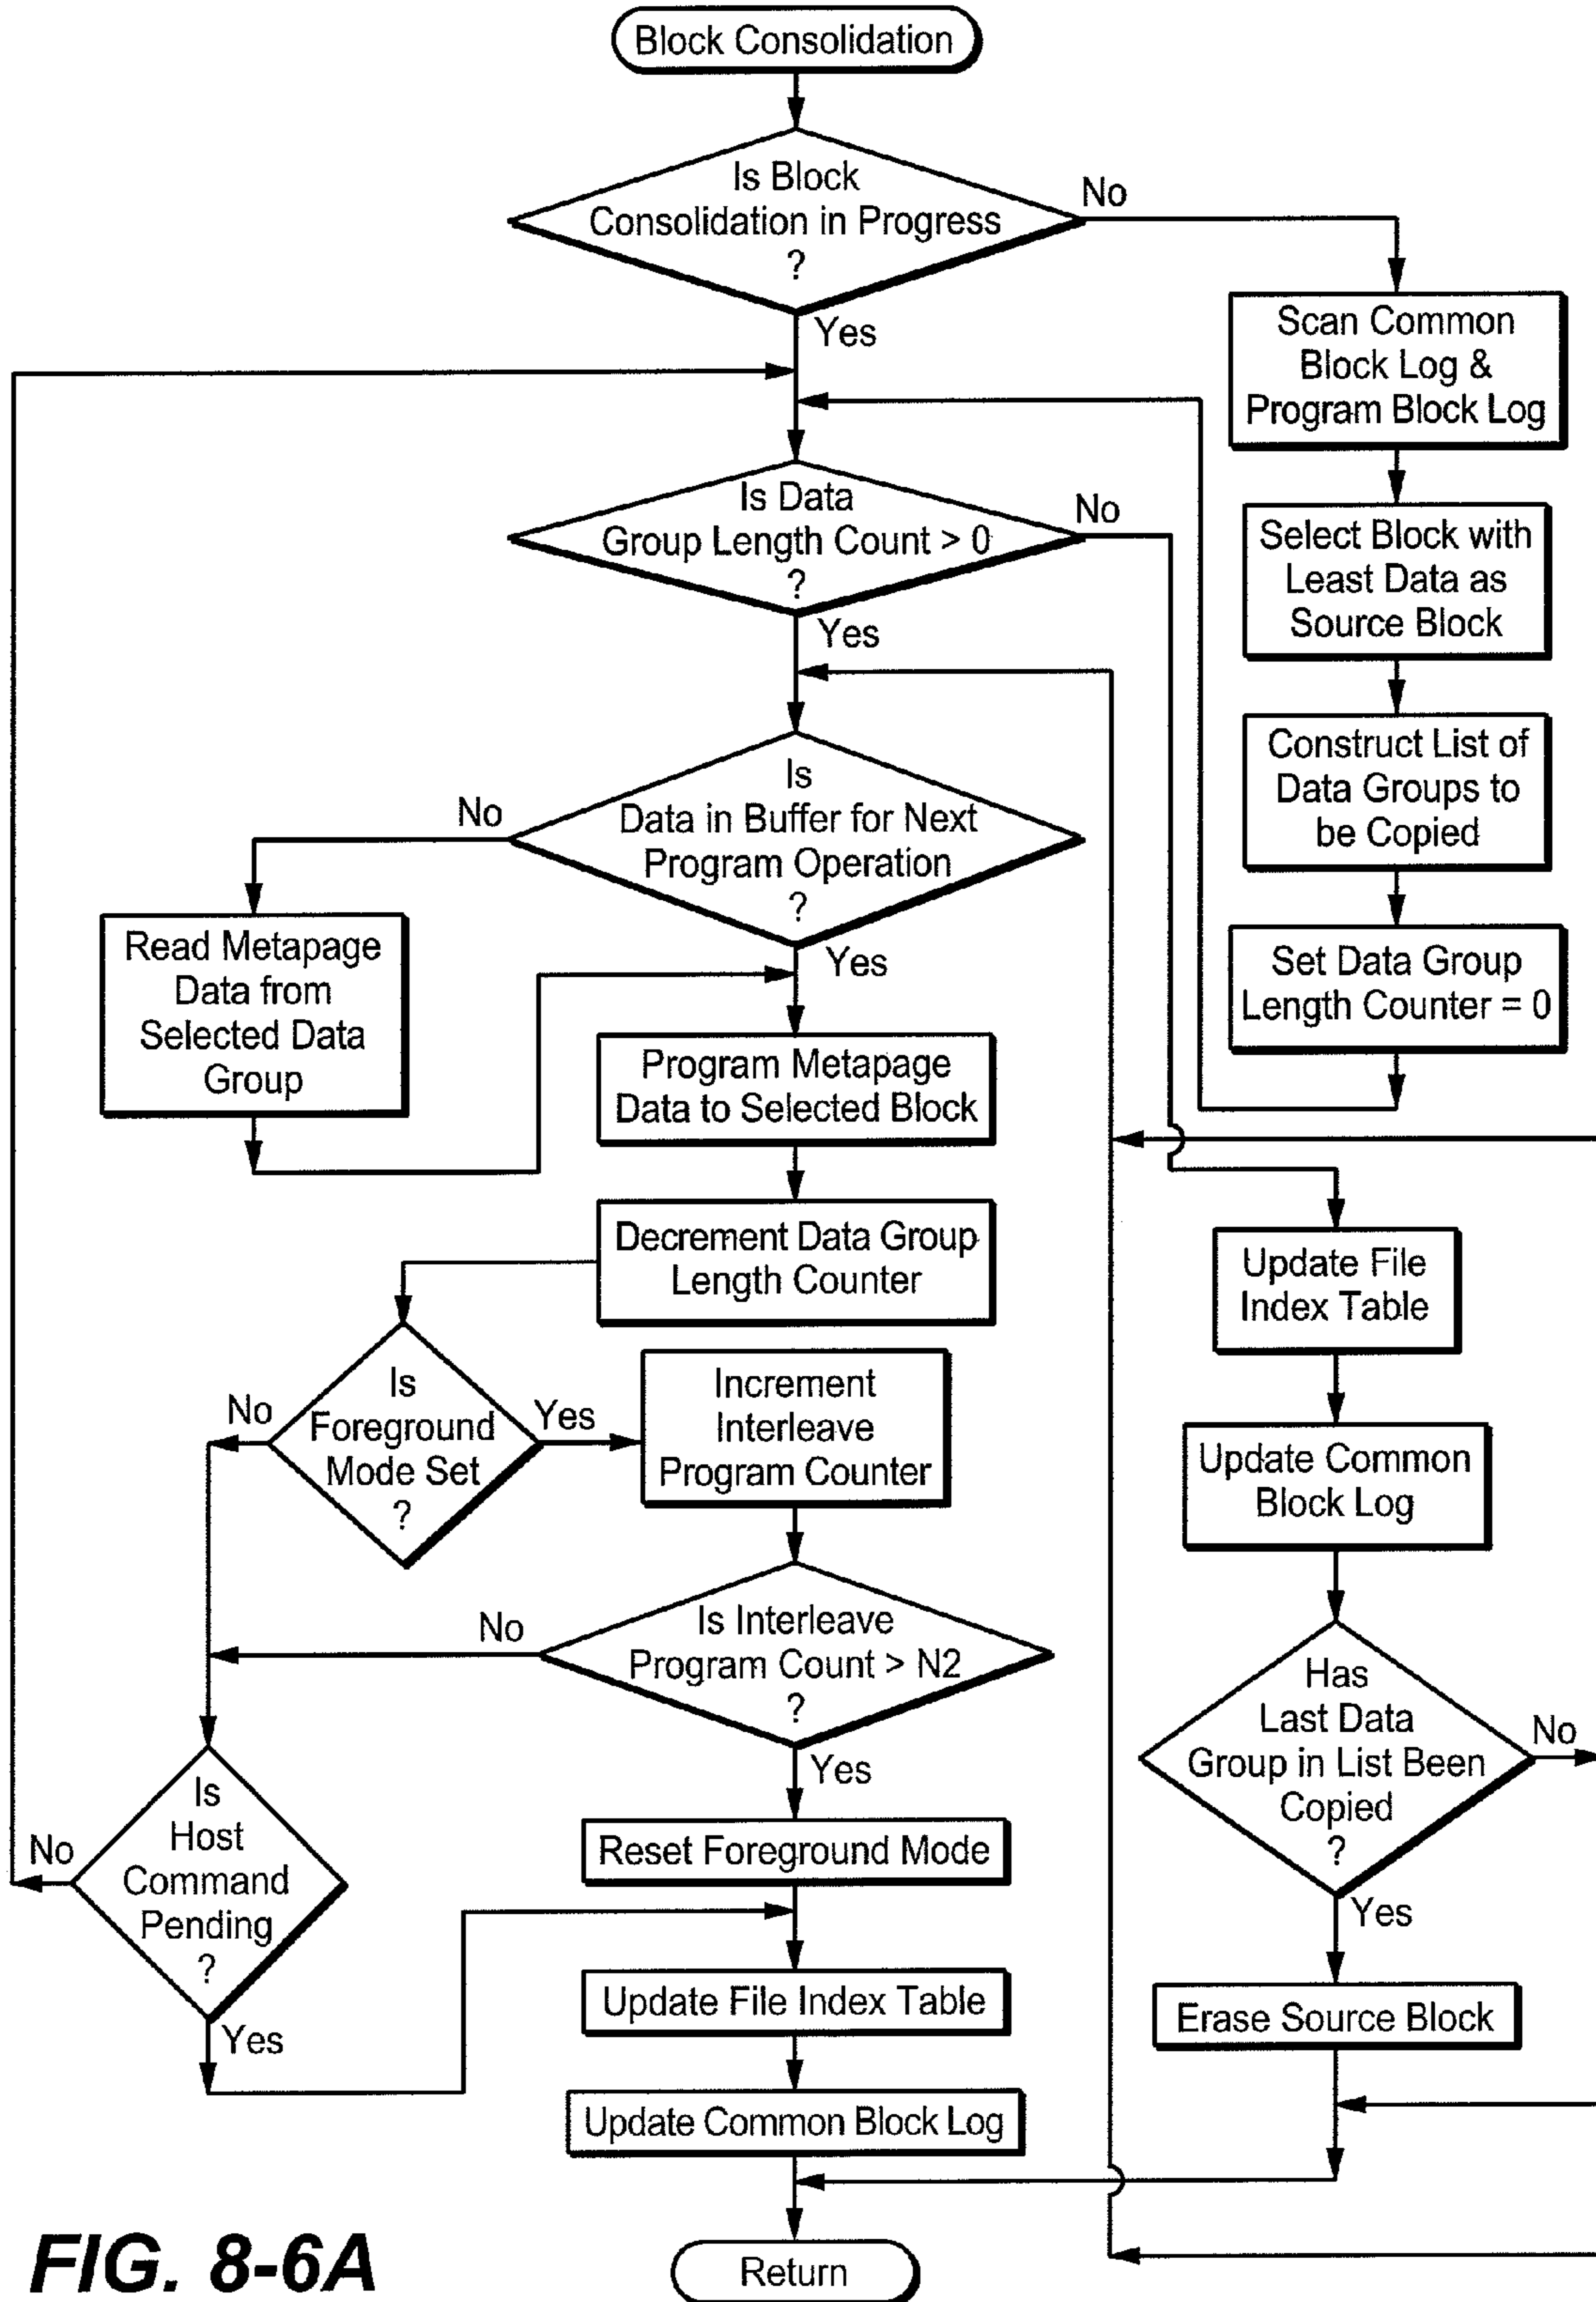 Block Consolidation
Is Block
Consolidation in Progress
?
No
Yes
Scan Common
Block Log &
Program Block Log
Is Data
Group Length Count > 0
?
No
Yes
Select Block with
Least Data as
Source Block
Construct List of
Data Groups to
be Copied
Set Data Group
Length Counter = 0
Is
Data in Buffer for Next
Program Operation
?
No
Yes
Read Metapage
Data from
Selected Data
Group
Program Metapage
Data to Selected Block
Decrement Data Group
Length Counter
Is
Foreground
Mode Set
?
No
Yes
Increment
Interleave
Program Counter
Is Interleave
Program Count > N2
?
No
Yes
Is
Host
Command
Pending
?
No
Yes
Reset Foreground Mode
Update File Index Table
Update Common Block Log
Return
Update File
Index Table
Update Common
Block Log
Has
Last Data
Group in List Been
Copied
?
No
Yes
Erase Source Block
FIG. 8-6A